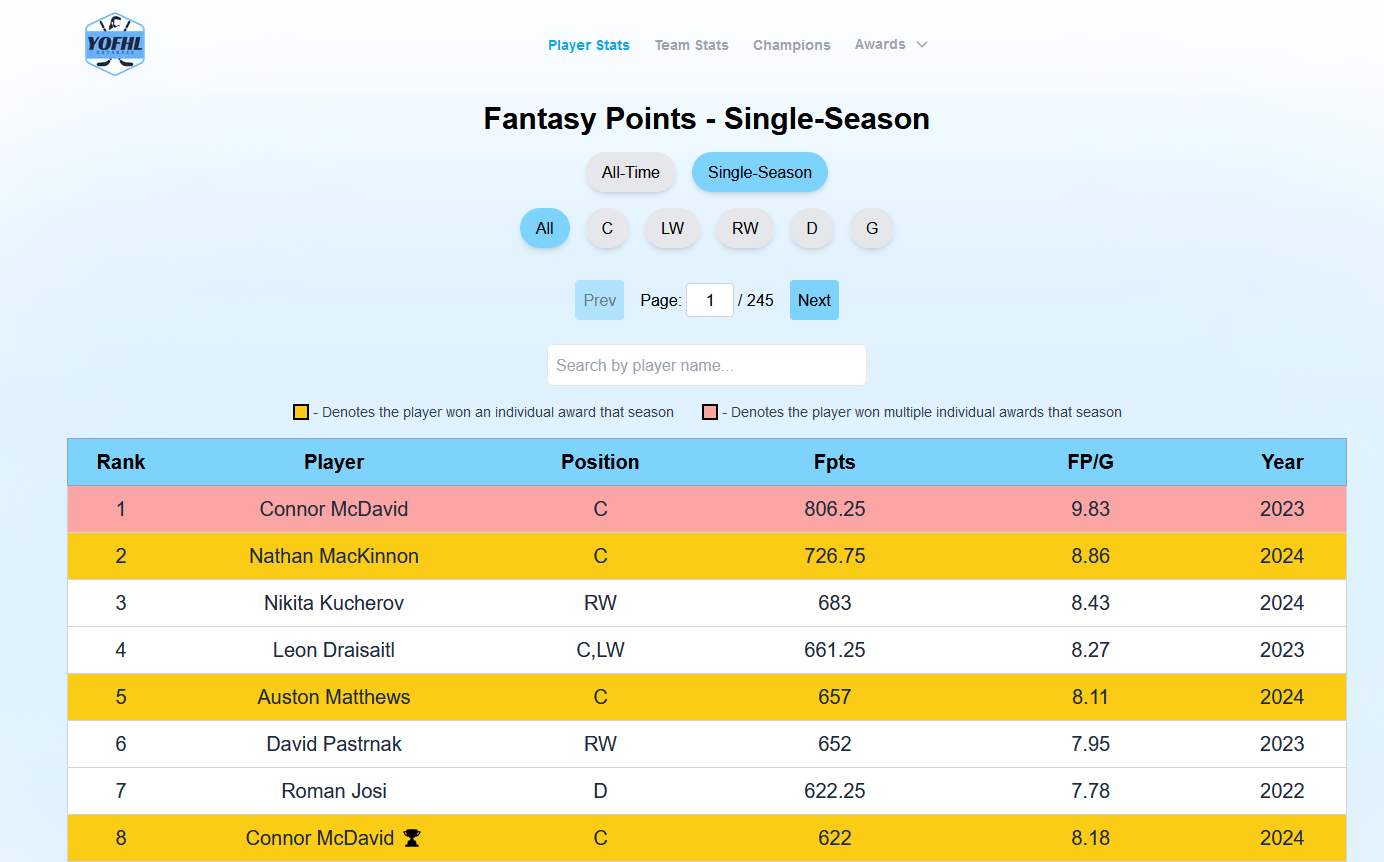 YOFHL
DATABASE
Player Stats Team Stats Champions Awards
Fantasy Points - Single-Season
All-Time Single-Season
All C LW RW D G
Prev Page: 1 / 245 Next
Search by player name...
- Denotes the player won an individual award that season - Denotes the player won multiple individual awards that season
Rank Player Position Fpts FP/G Year
1 Connor McDavid C 806.25 9.83 2023
2 Nathan MacKinnon C 726.75 8.86 2024
3 Nikita Kucherov RW 683 8.43 2024
4 Leon Draisaitl C,LW 661.25 8.27 2023
5 Auston Matthews C 657 8.11 2024
6 David Pastrnak RW 652 7.95 2023
7 Roman Josi D 622.25 7.78 2022
8 Connor McDavid C 622 8.18 2024